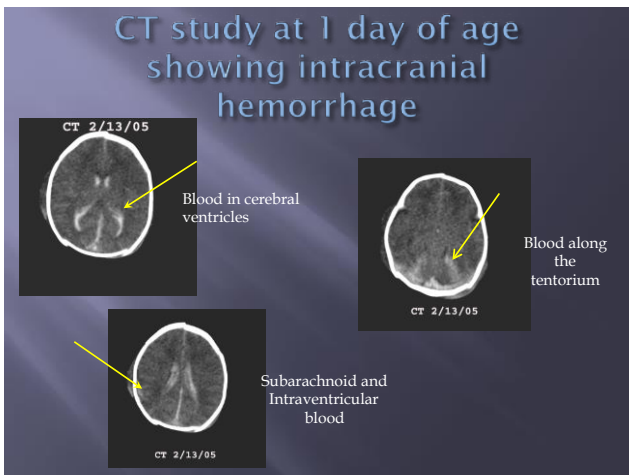 CT study at 1 day of age
showing intracranial
hemorrhage
CT 2/13/05
Blood in cerebral
ventricles
Blood along
the
tentorium
CT 2/13/05
Subarachnoid and
Intraventricular
blood
CT 2/13/05